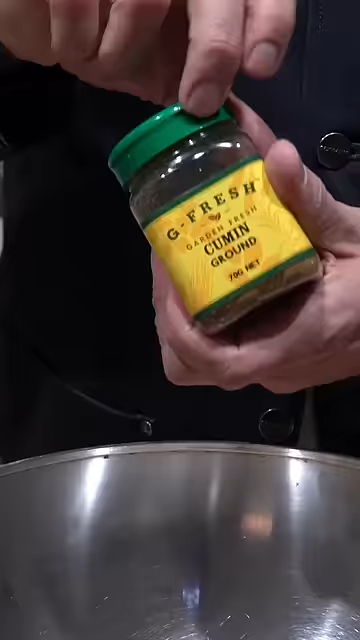 G-FRESH
GARDEN FRESH
CUMIN
GROUND
70G NET